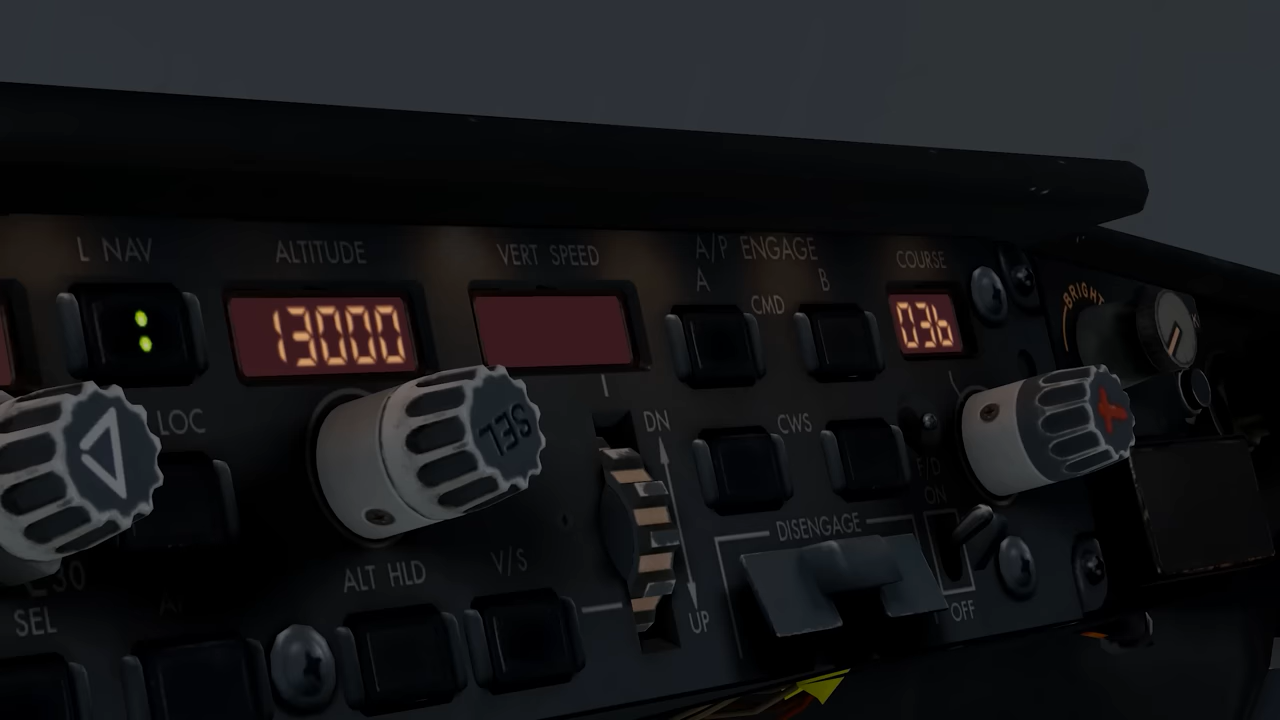 L NAV
ALTITUDE
VERT SPEED
A/P ENGAGE
A
B
CMD
COURSE
BRIGHT
13000
036
LOC
SEL
DN
CWS
F/D
ON
DISENGAGE
ALT HLD
V/S
UP
OFF
30
SEL